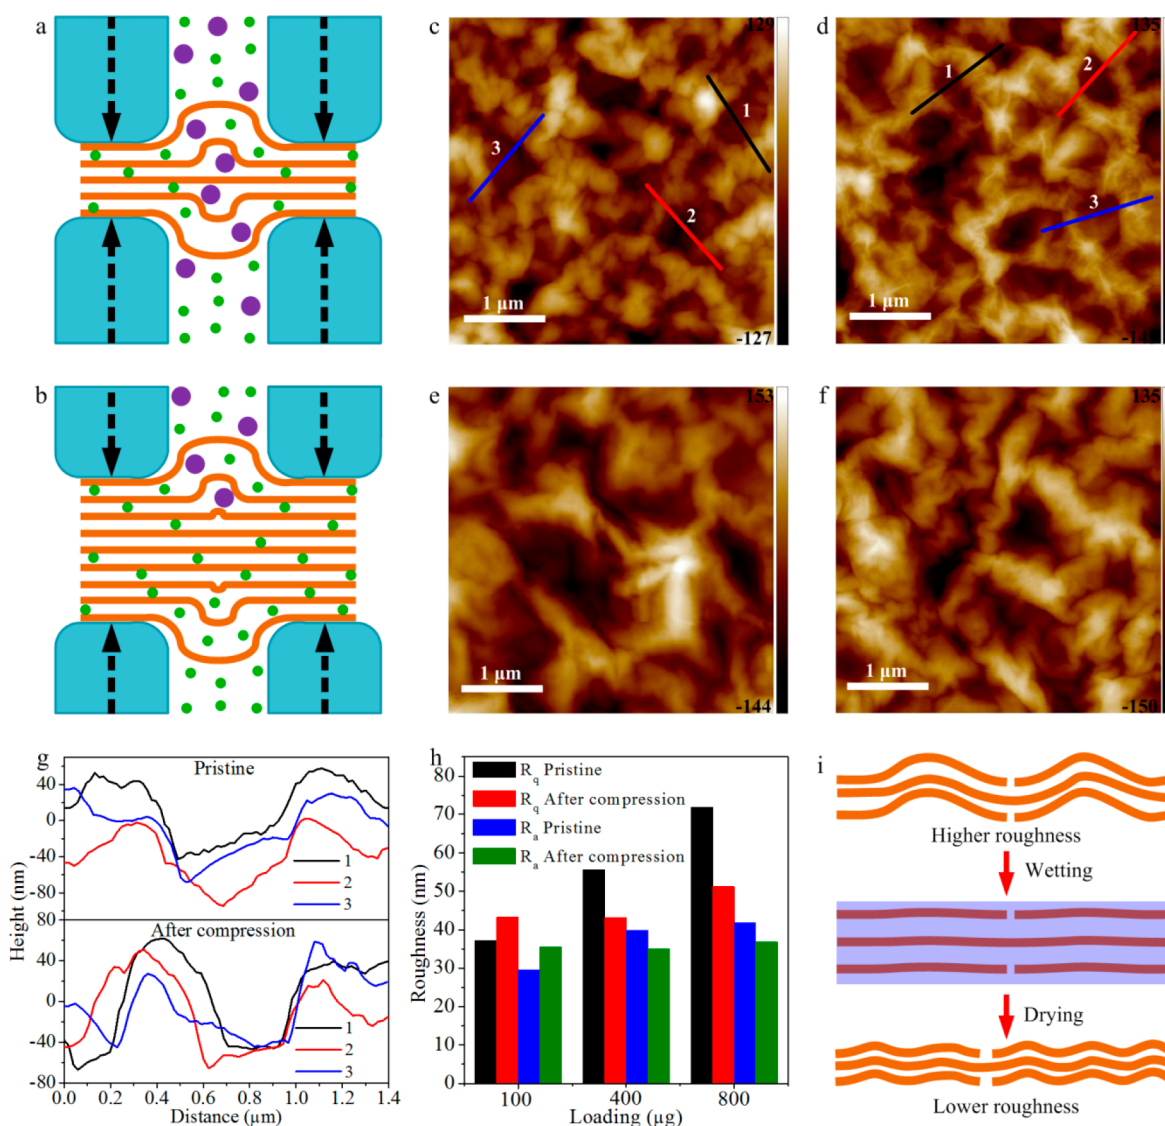 a
c
129
1
2
3
1 μm
-127
d
135
1
2
3
1 μm
b
e
153
1 μm
-144
f
135
1 μm
-150
g
Pristine
40
0
-40
-80
1
2
3
80
After compression
40
0
-40
-80
1
2
3
0.0 0.2 0.4 0.6 0.8 1.0 1.2 1.4
Distance (μm)
Height (nm)
h
80
70
60
50
40
30
20
10
0
Rq Pristine
Rq After compression
Ra Pristine
Ra After compression
100 400 800
Loading (μg)
Roughness (nm)
i
Higher roughness
Wetting
Drying
Lower roughness